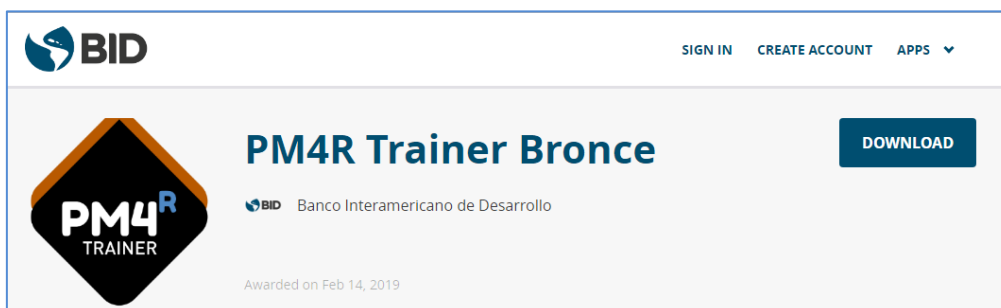 BID
SIGN IN CREATE ACCOUNT APPS
PM4R
TRAINER
PM4R Trainer Bronce
DOWNLOAD
BID Banco Interamericano de Desarrollo
Awarded on Feb 14, 2019